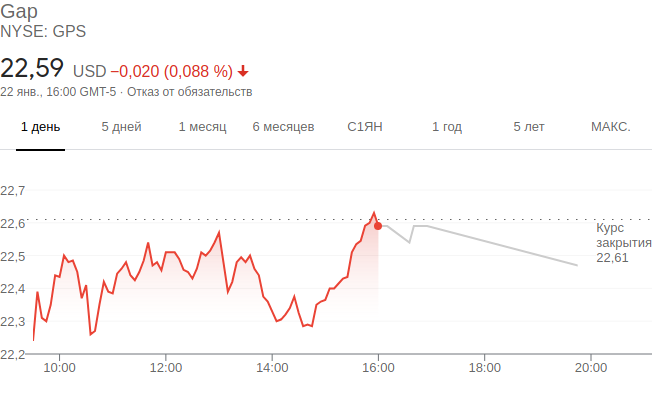 Gap
NYSE: GPS
22,59 USD −0,020 (0,088 %)
22 янв., 16:00 GMT-5 · Отказ от обязательств
1 день 5 дней 1 месяц 6 месяцев С1ЯН 1 год 5 лет МАКС.
22,7
22,6
Курс
закрытия
22,61
22,5
22,4
22,3
22,2
10:00 12:00 14:00 16:00 18:00 20:00